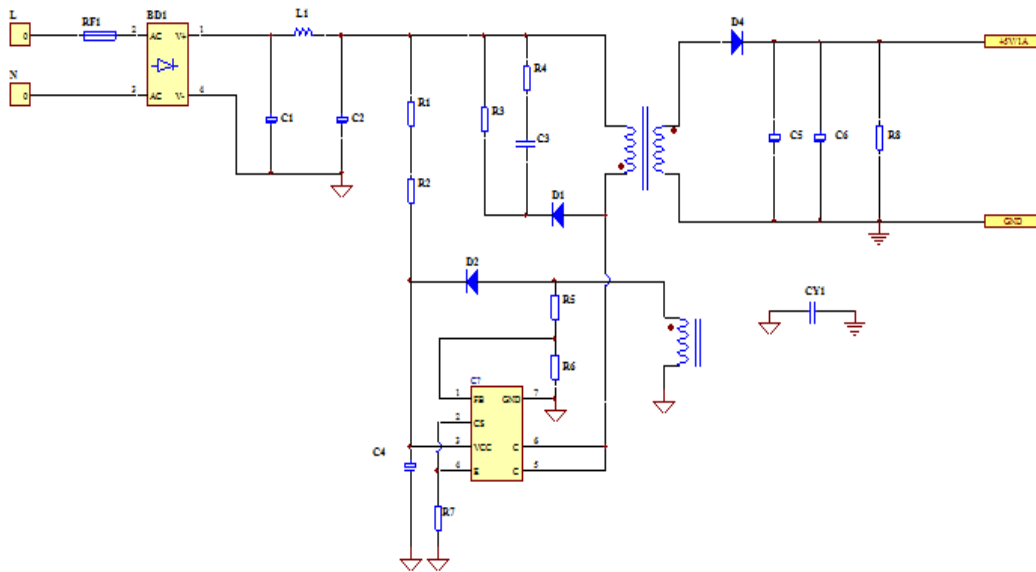 L
0
RF1
2
BD1
AC
V+
1
L1
N
0
3
AC
V-
4
C1
C2
R1
R2
R3
R4
C3
D1
D4
+5V/1A
C5
C6
R8
GND
D2
R5
R6
CY1
C?
1
FB
GND
7
2
CS
3
VCC
C
6
4
E
C
5
C4
R7